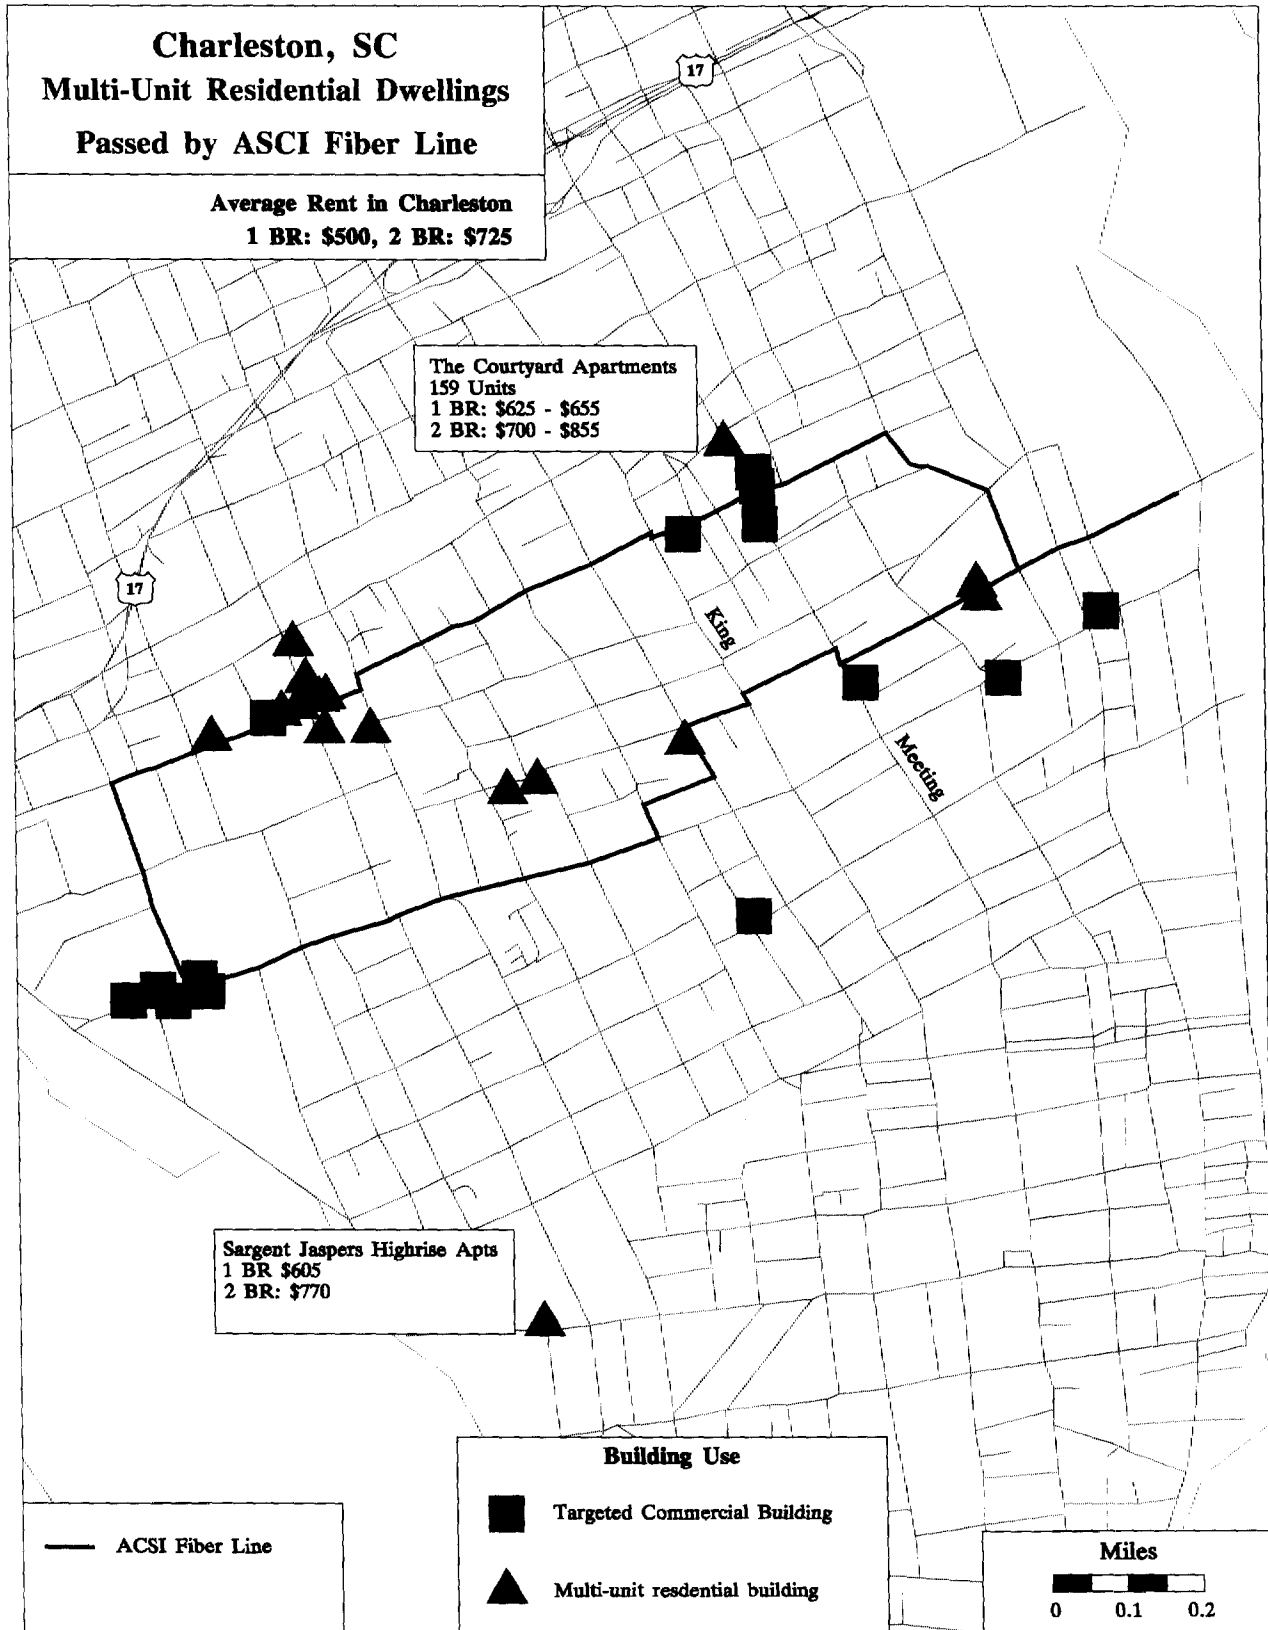 Charleston, SC
Multi-Unit Residential Dwellings
Passed by ASCI Fiber Line
Average Rent in Charleston
1 BR: $500, 2 BR: $725
17
The Courtyard Apartments
159 Units
1 BR: $625 - $655
2 BR: $700 - $855
17
King
Meeting
Sargent Jaspers Highrise Apts
1 BR $605
2 BR: $770
Building Use
Targeted Commercial Building
Multi-unit resdential building
ACSI Fiber Line
Miles
0 0.1 0.2